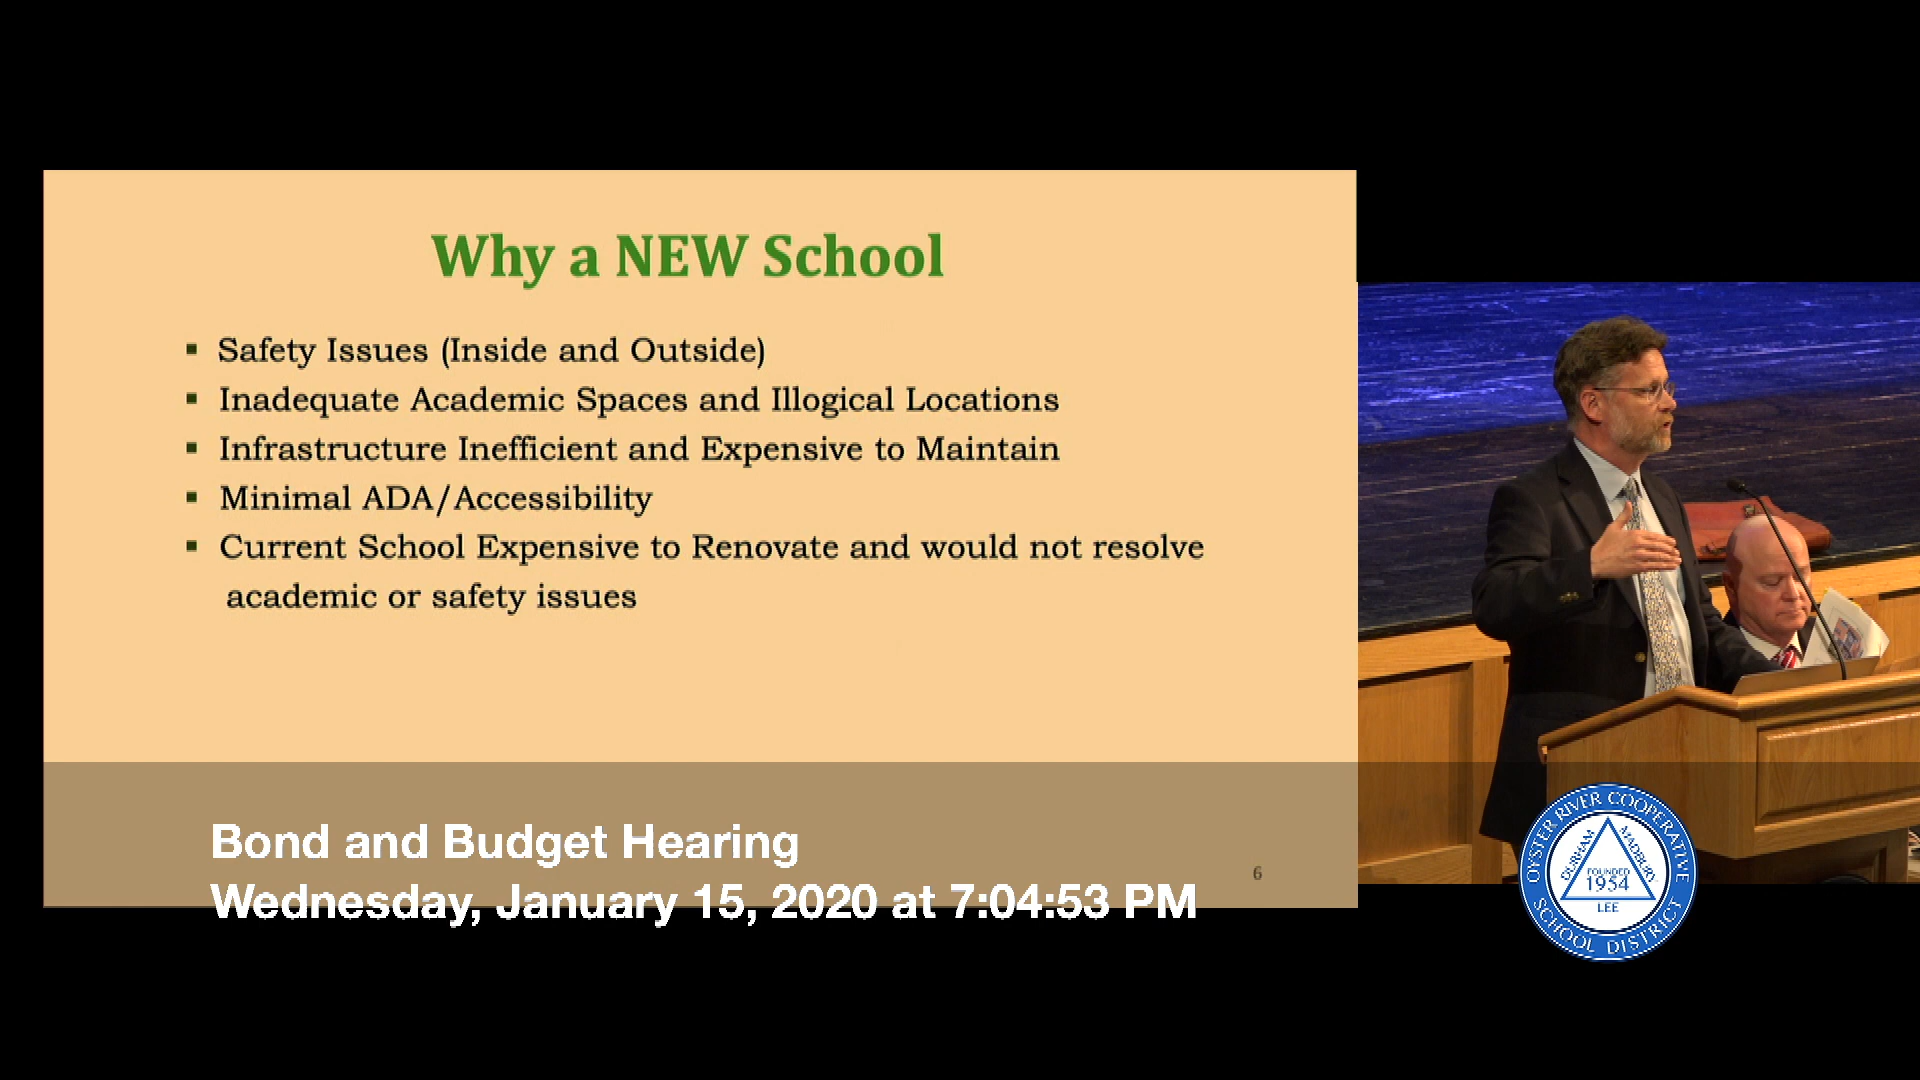 Why a NEW School
▪ Safety Issues (Inside and Outside)
▪ Inadequate Academic Spaces and Illogical Locations
▪ Infrastructure Inefficient and Expensive to Maintain
▪ Minimal ADA/Accessibility
▪ Current School Expensive to Renovate and would not resolve
academic or safety issues
6
Bond and Budget Hearing
Wednesday, January 15, 2020 at 7:04:53 PM
OYSTER RIVER COOPERATIVE
DURHAM
MADBURY
FOUNDED
1954
LEE
SCHOOL DISTRICT